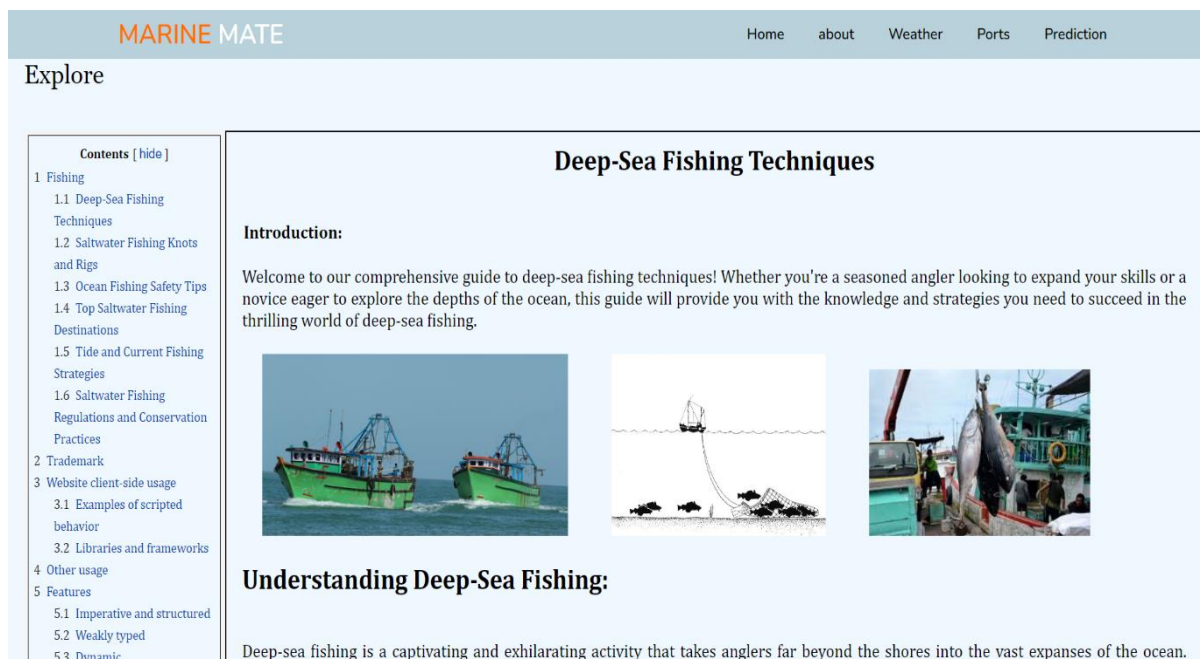 MARINE MATE
Home about Weather Ports Prediction
Explore
Contents [ hide ]
1 Fishing
1.1 Deep-Sea Fishing
Techniques
1.2 Saltwater Fishing Knots
and Rigs
1.3 Ocean Fishing Safety Tips
1.4 Top Saltwater Fishing
Destinations
1.5 Tide and Current Fishing
Strategies
1.6 Saltwater Fishing
Regulations and Conservation
Practices
2 Trademark
3 Website client-side usage
3.1 Examples of scripted
behavior
3.2 Libraries and frameworks
4 Other usage
5 Features
5.1 Imperative and structured
5.2 Weakly typed
5.3 Dynamic
Deep-Sea Fishing Techniques
Introduction:
Welcome to our comprehensive guide to deep-sea fishing techniques! Whether you're a seasoned angler looking to expand your skills or a
novice eager to explore the depths of the ocean, this guide will provide you with the knowledge and strategies you need to succeed in the
thrilling world of deep-sea fishing.
Understanding Deep-Sea Fishing:
Deep-sea fishing is a captivating and exhilarating activity that takes anglers far beyond the shores into the vast expanses of the ocean.